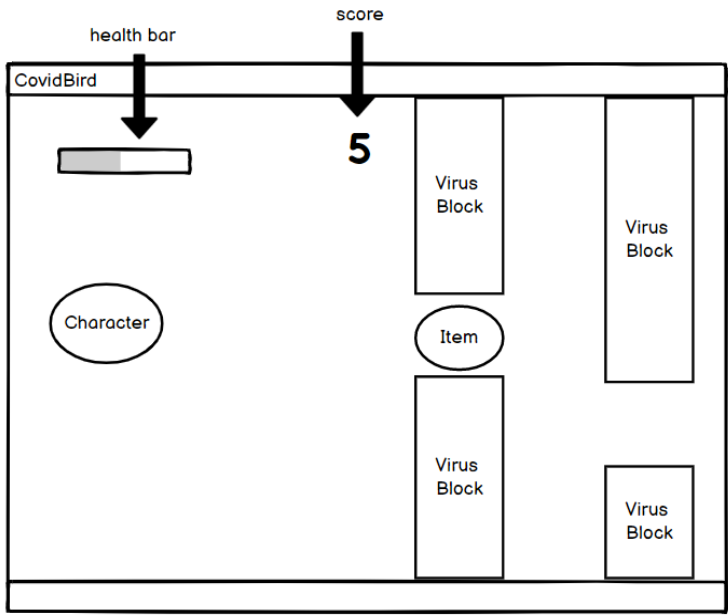 score
health bar
CovidBird
5
Virus
Block
Virus
Block
Character
Item
Virus
Block
Virus
Block